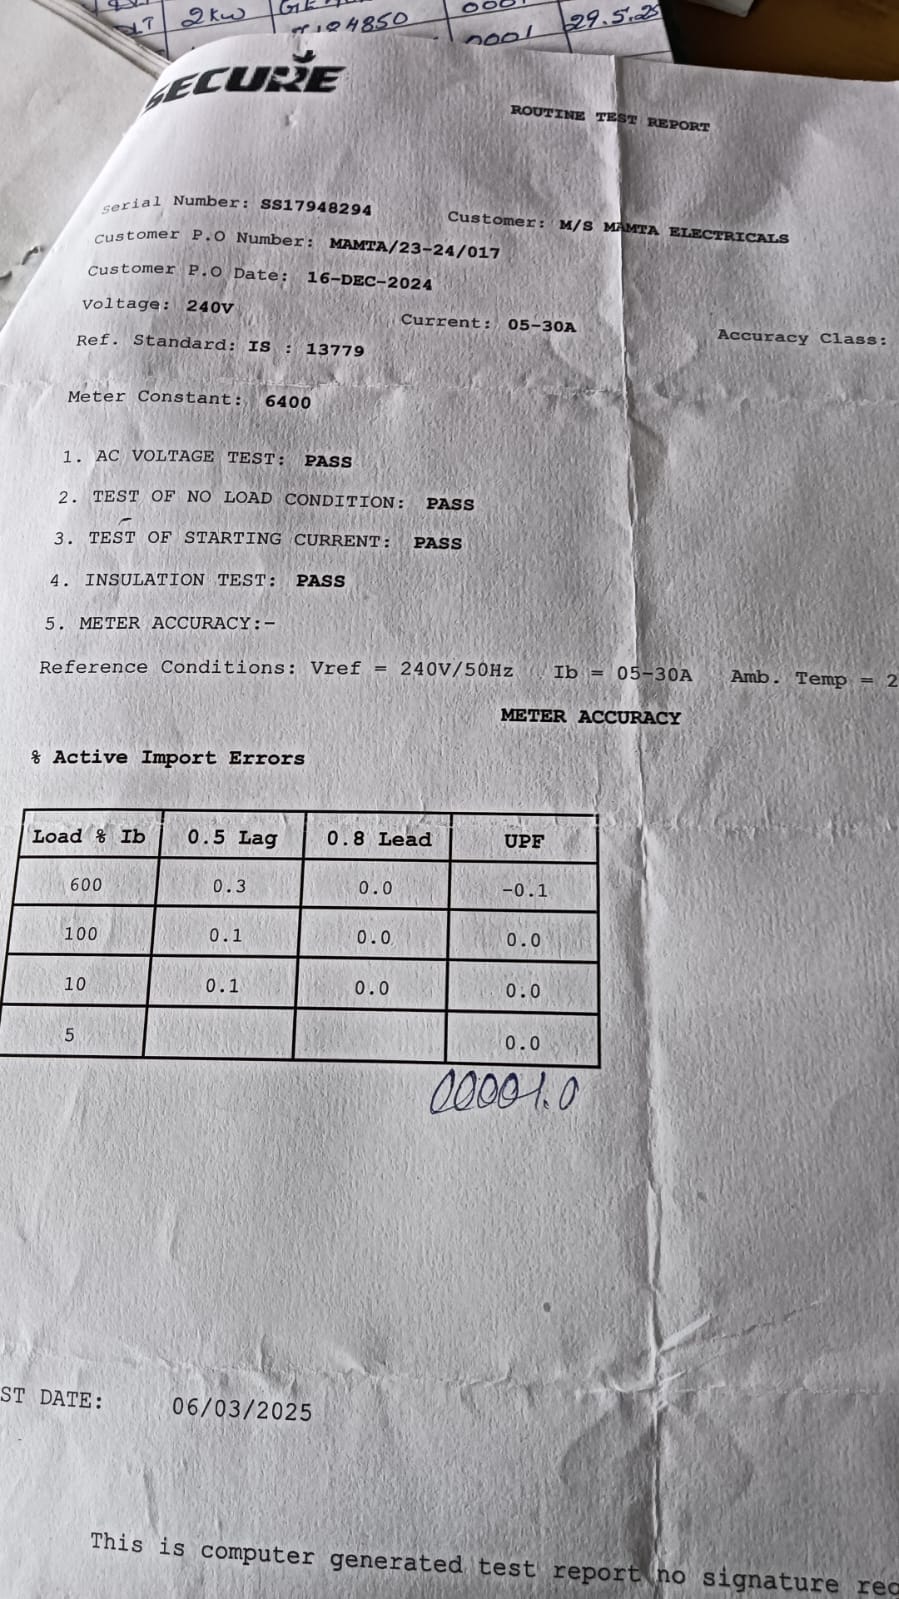 2kw
04850
0001
29.5.25
SECURE
ROUTINE TEST REPORT
Serial Number: SS17948294 Customer: M/S MAMTA ELECTRICALS
Customer P.O Number: MAMTA/23-24/017
Customer P.O Date: 16-DEC-2024
Voltage: 240V Current: 05-30A Accuracy Class:
Ref. Standard: IS : 13779
Meter Constant: 6400
1. AC VOLTAGE TEST: PASS
2. TEST OF NO LOAD CONDITION: PASS
3. TEST OF STARTING CURRENT: PASS
4. INSULATION TEST: PASS
5. METER ACCURACY:-
Reference Conditions: Vref = 240V/50Hz Ib = 05-30A Amb. Temp = 2
METER ACCURACY
% Active Import Errors
Load % Ib 0.5 Lag 0.8 Lead UPF
600 0.3 0.0 -0.1
100 0.1 0.0 0.0
10 0.1 0.0 0.0
5 0.0
00001.0
ST DATE: 06/03/2025
This is computer generated test report no signature req